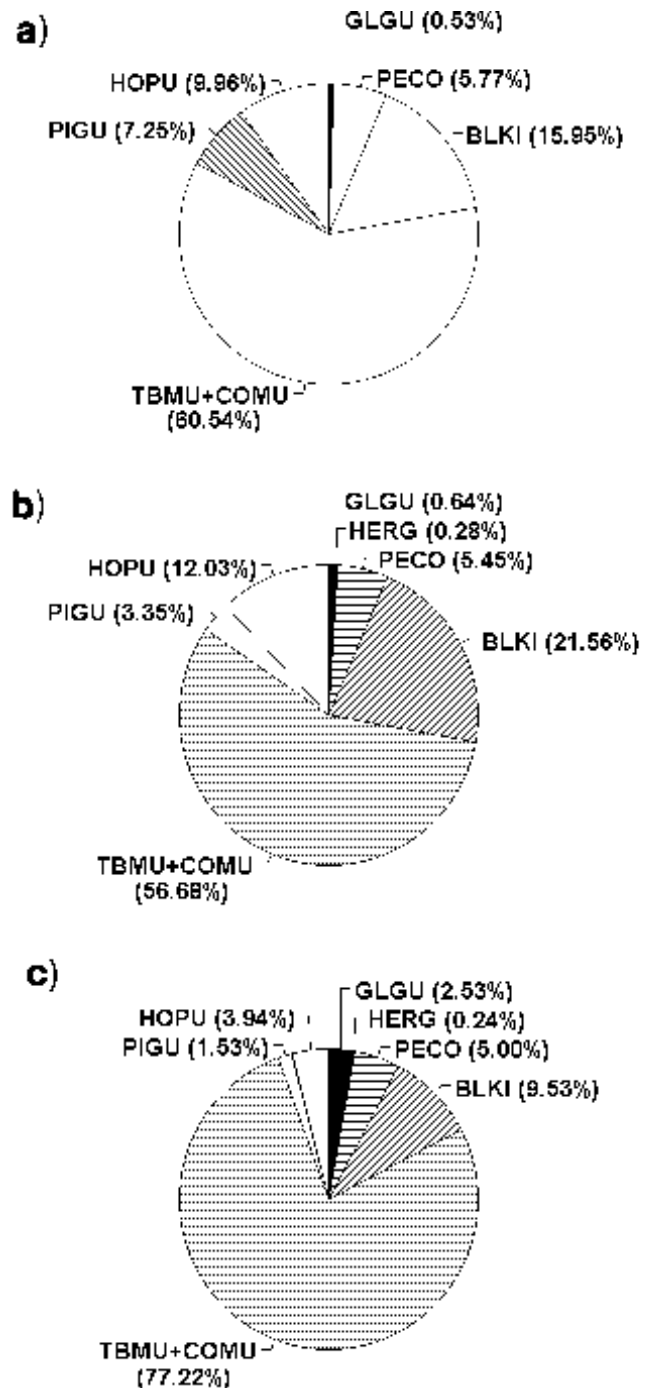 a)
GLGU (0.53%)
HOPU (9.96%)
PECO (5.77%)
PIGU (7.25%)
BLKI (15.95%)
TBMU+COMU
(60.54%)
b)
GLGU (0.64%)
HERG (0.28%)
HOPU (12.03%)
PECO (5.45%)
PIGU (3.35%)
BLKI (21.56%)
TBMU+COMU
(56.68%)
c)
GLGU (2.53%)
HOPU (3.94%)
HERG (0.24%)
PIGU (1.53%)
PECO (5.00%)
BLKI (9.53%)
TBMU+COMU
(77.22%)